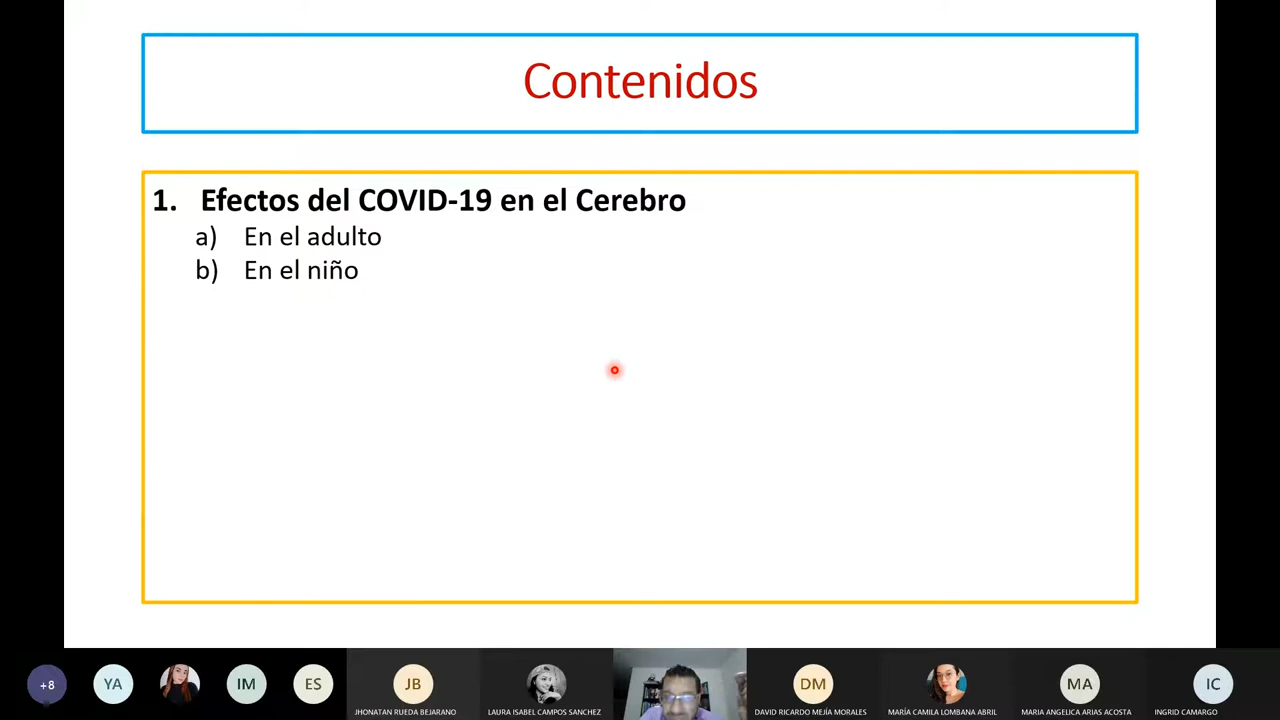 Contenidos
1. Efectos del COVID-19 en el Cerebro
a) En el adulto
b) En el niño
+8
YA
IM
ES
JB
DM
MA
IC
JHONATAN RUEDA BEJARANO
LAURA ISABEL CAMPOS SANCHEZ
DAVID RICARDO MEJÍA MORALES
MARÍA CAMILA LOMBANA ABRIL
MARIA ANGELICA ARIAS ACOSTA
INGRID CAMARGO